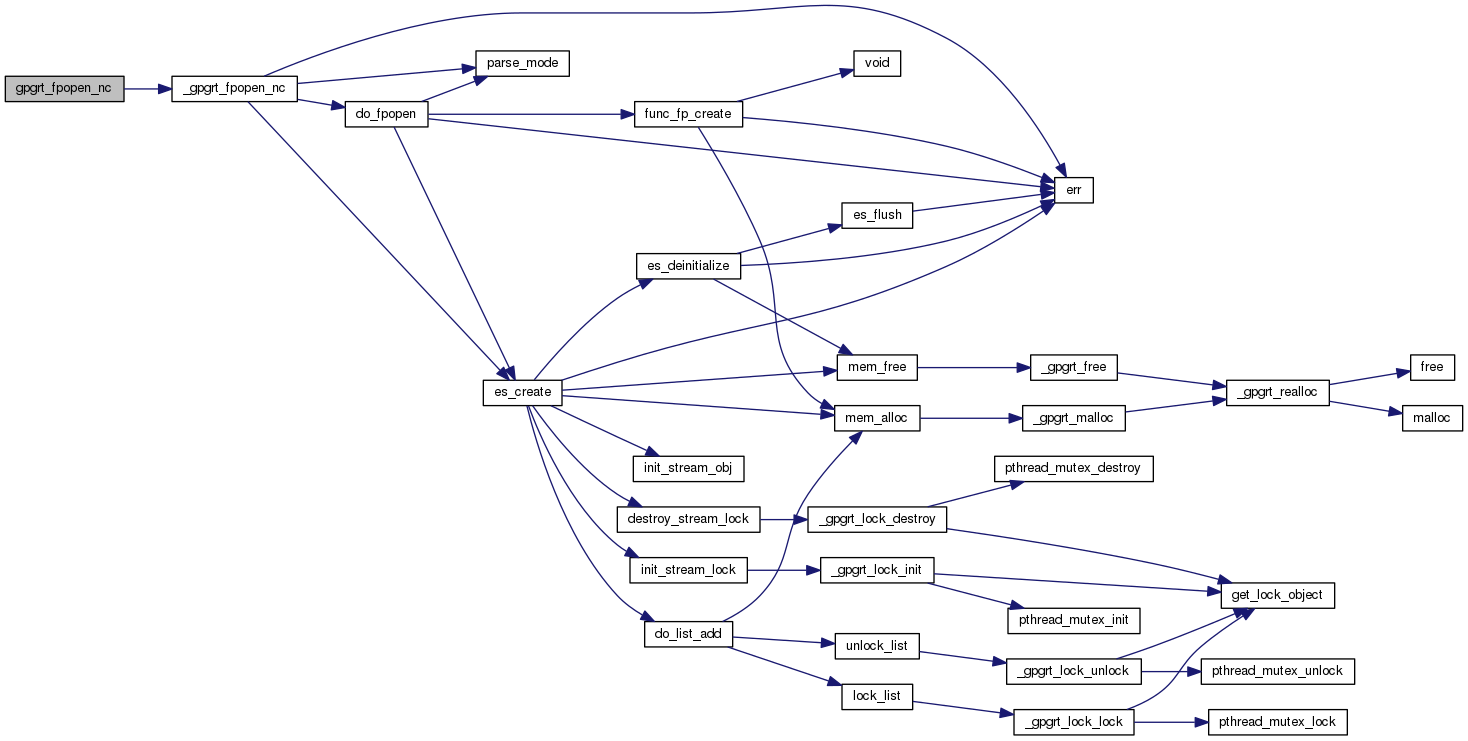 gpgrt_fpopen_nc
_gpgrt_fpopen_nc
parse_mode
do_fpopen
void
func_fp_create
err
es_flush
es_deinitialize
es_create
mem_free
_gpgrt_free
_gpgrt_realloc
free
mem_alloc
_gpgrt_malloc
malloc
init_stream_obj
pthread_mutex_destroy
destroy_stream_lock
_gpgrt_lock_destroy
init_stream_lock
_gpgrt_lock_init
get_lock_object
pthread_mutex_init
do_list_add
unlock_list
_gpgrt_lock_unlock
pthread_mutex_unlock
lock_list
_gpgrt_lock_lock
pthread_mutex_lock